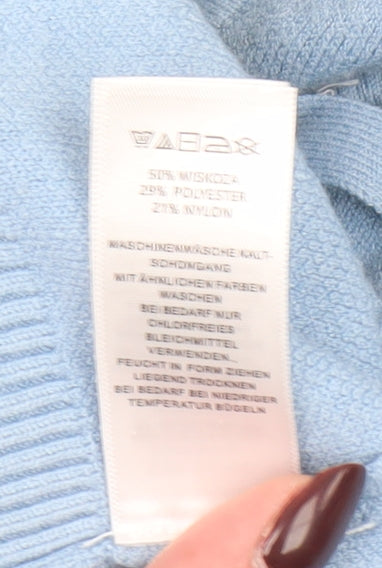 50% WISKOZA
29% POLYESTER
21% NYLON
MASCHINENWÄSCHE KALT-
SCHONGANG
MIT ÄHNLICHEN FARBEN
WASCHEN
BEI BEDARF NUR
CHLORFREIES
BLEICHMITTEL
VERWENDEN.
FEUCHT IN FORM ZIEHEN
LIEGEND TROCKNEN
BEI BEDARF BEI NIEDRIGER
TEMPERATUR BÜGELN